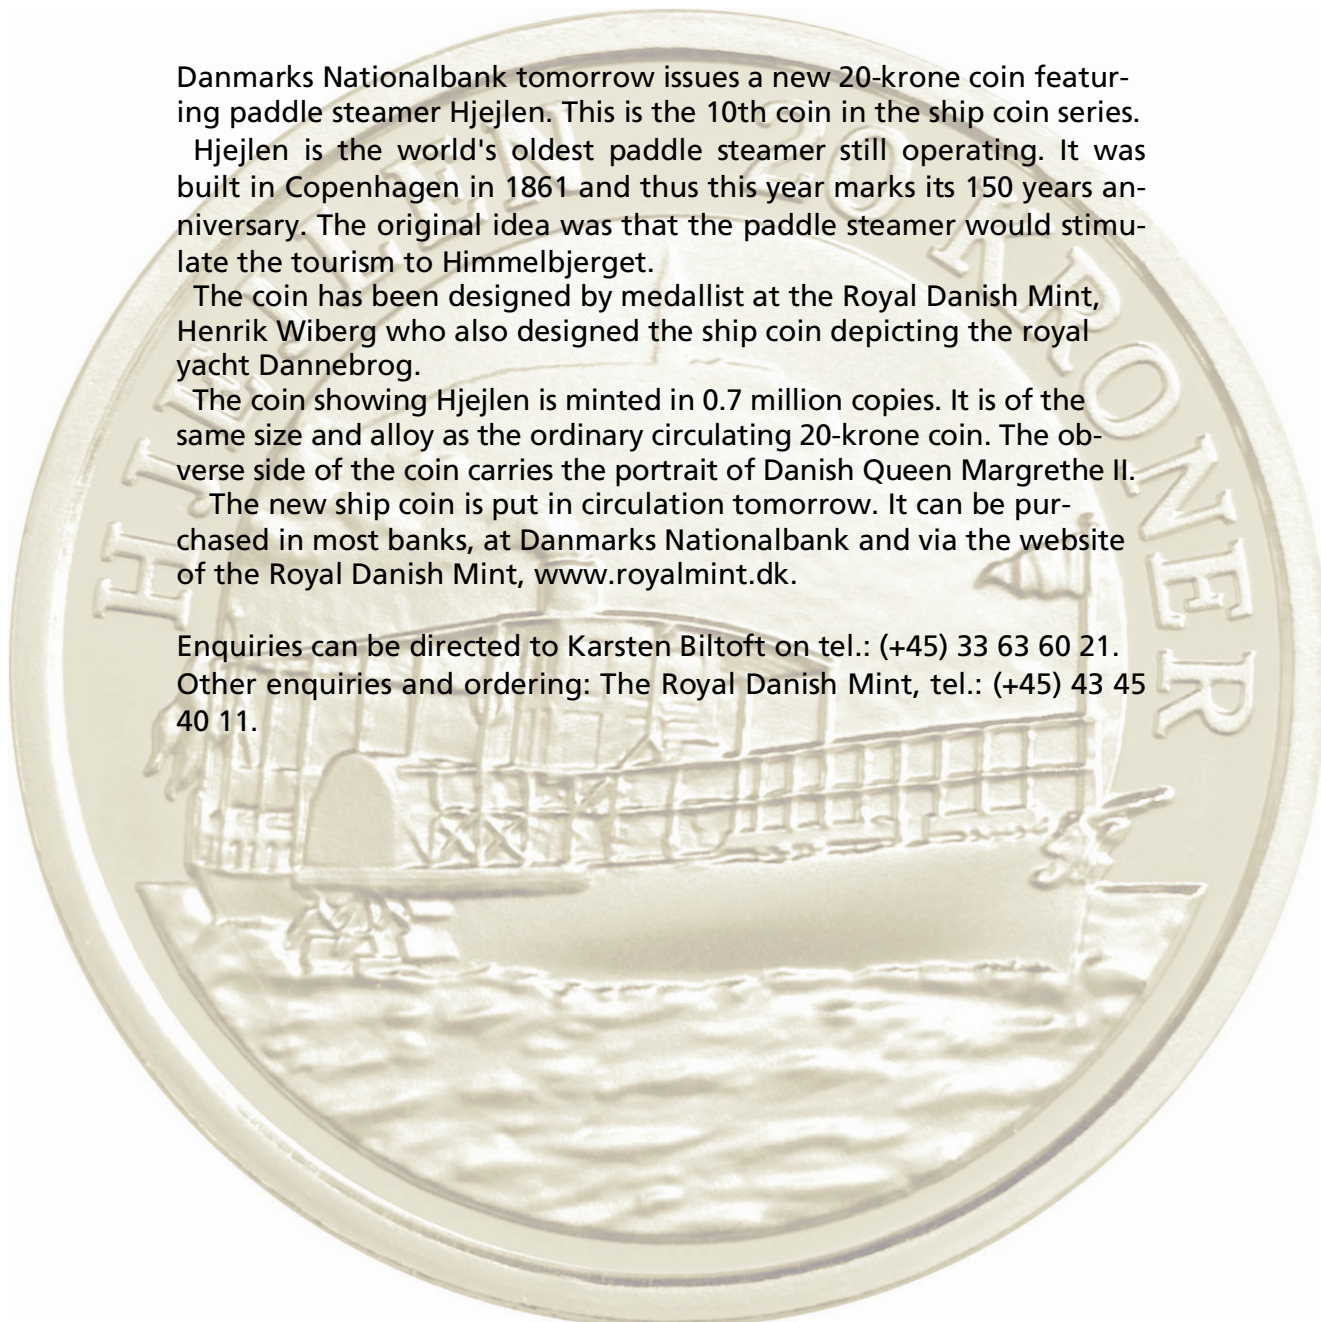 Danmarks Nationalbank tomorrow issues a new 20-krone coin featur-
ing paddle steamer Hjejlen. This is the 10th coin in the ship coin series.
Hjejlen is the world's oldest paddle steamer still operating. It was
built in Copenhagen in 1861 and thus this year marks its 150 years an-
niversary. The original idea was that the paddle steamer would stimu-
late the tourism to Himmelbjerget.
The coin has been designed by medallist at the Royal Danish Mint,
Henrik Wiberg who also designed the ship coin depicting the royal
yacht Dannebrog.
The coin showing Hjejlen is minted in 0.7 million copies. It is of the
same size and alloy as the ordinary circulating 20-krone coin. The ob-
verse side of the coin carries the portrait of Danish Queen Margrethe II.
The new ship coin is put in circulation tomorrow. It can be pur-
chased in most banks, at Danmarks Nationalbank and via the website
of the Royal Danish Mint, www.royalmint.dk.
Enquiries can be directed to Karsten Biltoft on tel.: (+45) 33 63 60 21.
Other enquiries and ordering: The Royal Danish Mint, tel.: (+45) 43 45
40 11.
HJEJLEN 20 KRONER